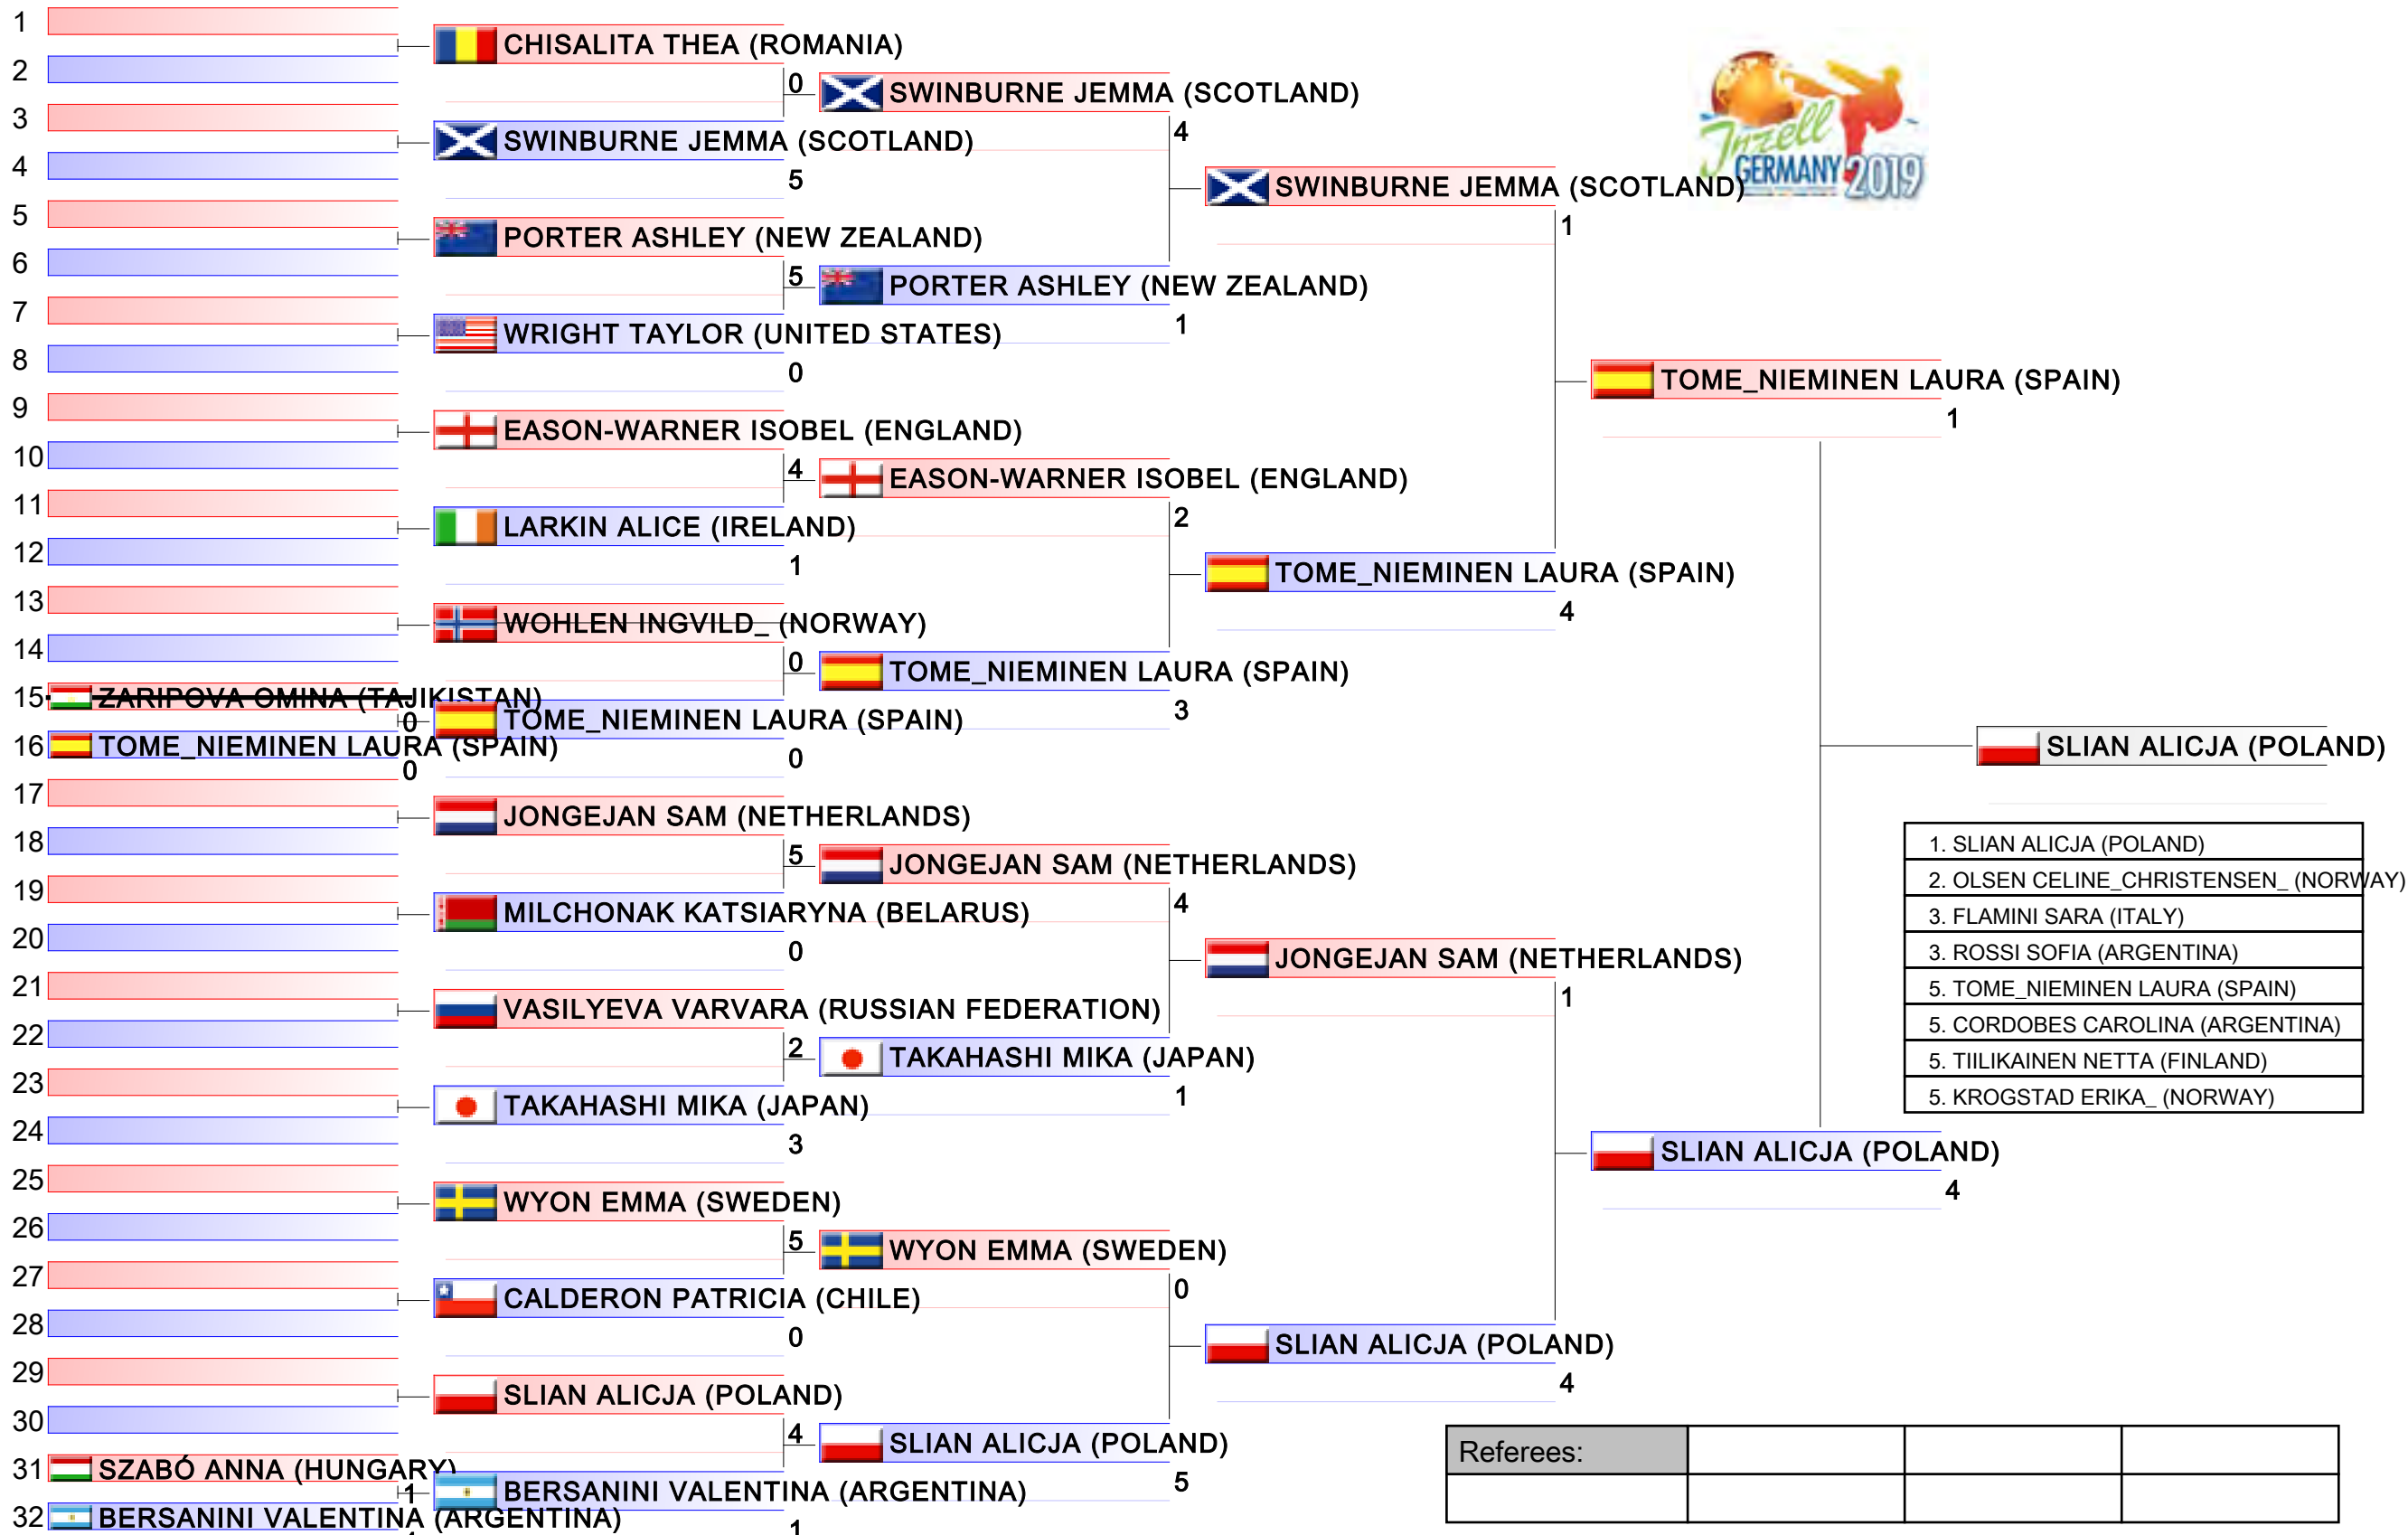 1
CHISALITA THEA (ROMANIA)
2
0
SWINBURNE JEMMA (SCOTLAND)
3
4
SWINBURNE JEMMA (SCOTLAND)
4
5
Inzell
GERMANY 2019
SWINBURNE JEMMA (SCOTLAND)
1
5
PORTER ASHLEY (NEW ZEALAND)
6
5
PORTER ASHLEY (NEW ZEALAND)
1
7
WRIGHT TAYLOR (UNITED STATES)
8
0
TOME_NIEMINEN LAURA (SPAIN)
1
9
EASON-WARNER ISOBEL (ENGLAND)
10
4
EASON-WARNER ISOBEL (ENGLAND)
2
11
LARKIN ALICE (IRELAND)
12
1
TOME_NIEMINEN LAURA (SPAIN)
4
13
WOHLEN INGVILD_ (NORWAY)
14
0
TOME_NIEMINEN LAURA (SPAIN)
3
15
ZARIPOVA OMINA (TAJIKISTAN)
0
TOME_NIEMINEN LAURA (SPAIN)
0
16
TOME_NIEMINEN LAURA (SPAIN)
0
SLIAN ALICJA (POLAND)
17
JONGEJAN SAM (NETHERLANDS)
18
5
JONGEJAN SAM (NETHERLANDS)
4
19
MILCHONAK KATSIARYNA (BELARUS)
20
0
JONGEJAN SAM (NETHERLANDS)
1
1. SLIAN ALICJA (POLAND)
2. OLSEN CELINE_CHRISTENSEN_ (NORWAY)
3. FLAMINI SARA (ITALY)
3. ROSSI SOFIA (ARGENTINA)
5. TOME_NIEMINEN LAURA (SPAIN)
5. CORDOBES CAROLINA (ARGENTINA)
5. TIILIKAINEN NETTA (FINLAND)
5. KROGSTAD ERIKA_ (NORWAY)
21
VASILYEVA VARVARA (RUSSIAN FEDERATION)
22
2
TAKAHASHI MIKA (JAPAN)
1
23
TAKAHASHI MIKA (JAPAN)
24
3
SLIAN ALICJA (POLAND)
4
25
WYON EMMA (SWEDEN)
26
5
WYON EMMA (SWEDEN)
0
27
CALDERON PATRICIA (CHILE)
28
0
SLIAN ALICJA (POLAND)
4
29
SLIAN ALICJA (POLAND)
30
4
SLIAN ALICJA (POLAND)
5
31
SZABÓ ANNA (HUNGARY)
1
BERSANINI VALENTINA (ARGENTINA)
1
32
BERSANINI VALENTINA (ARGENTINA)
Referees: